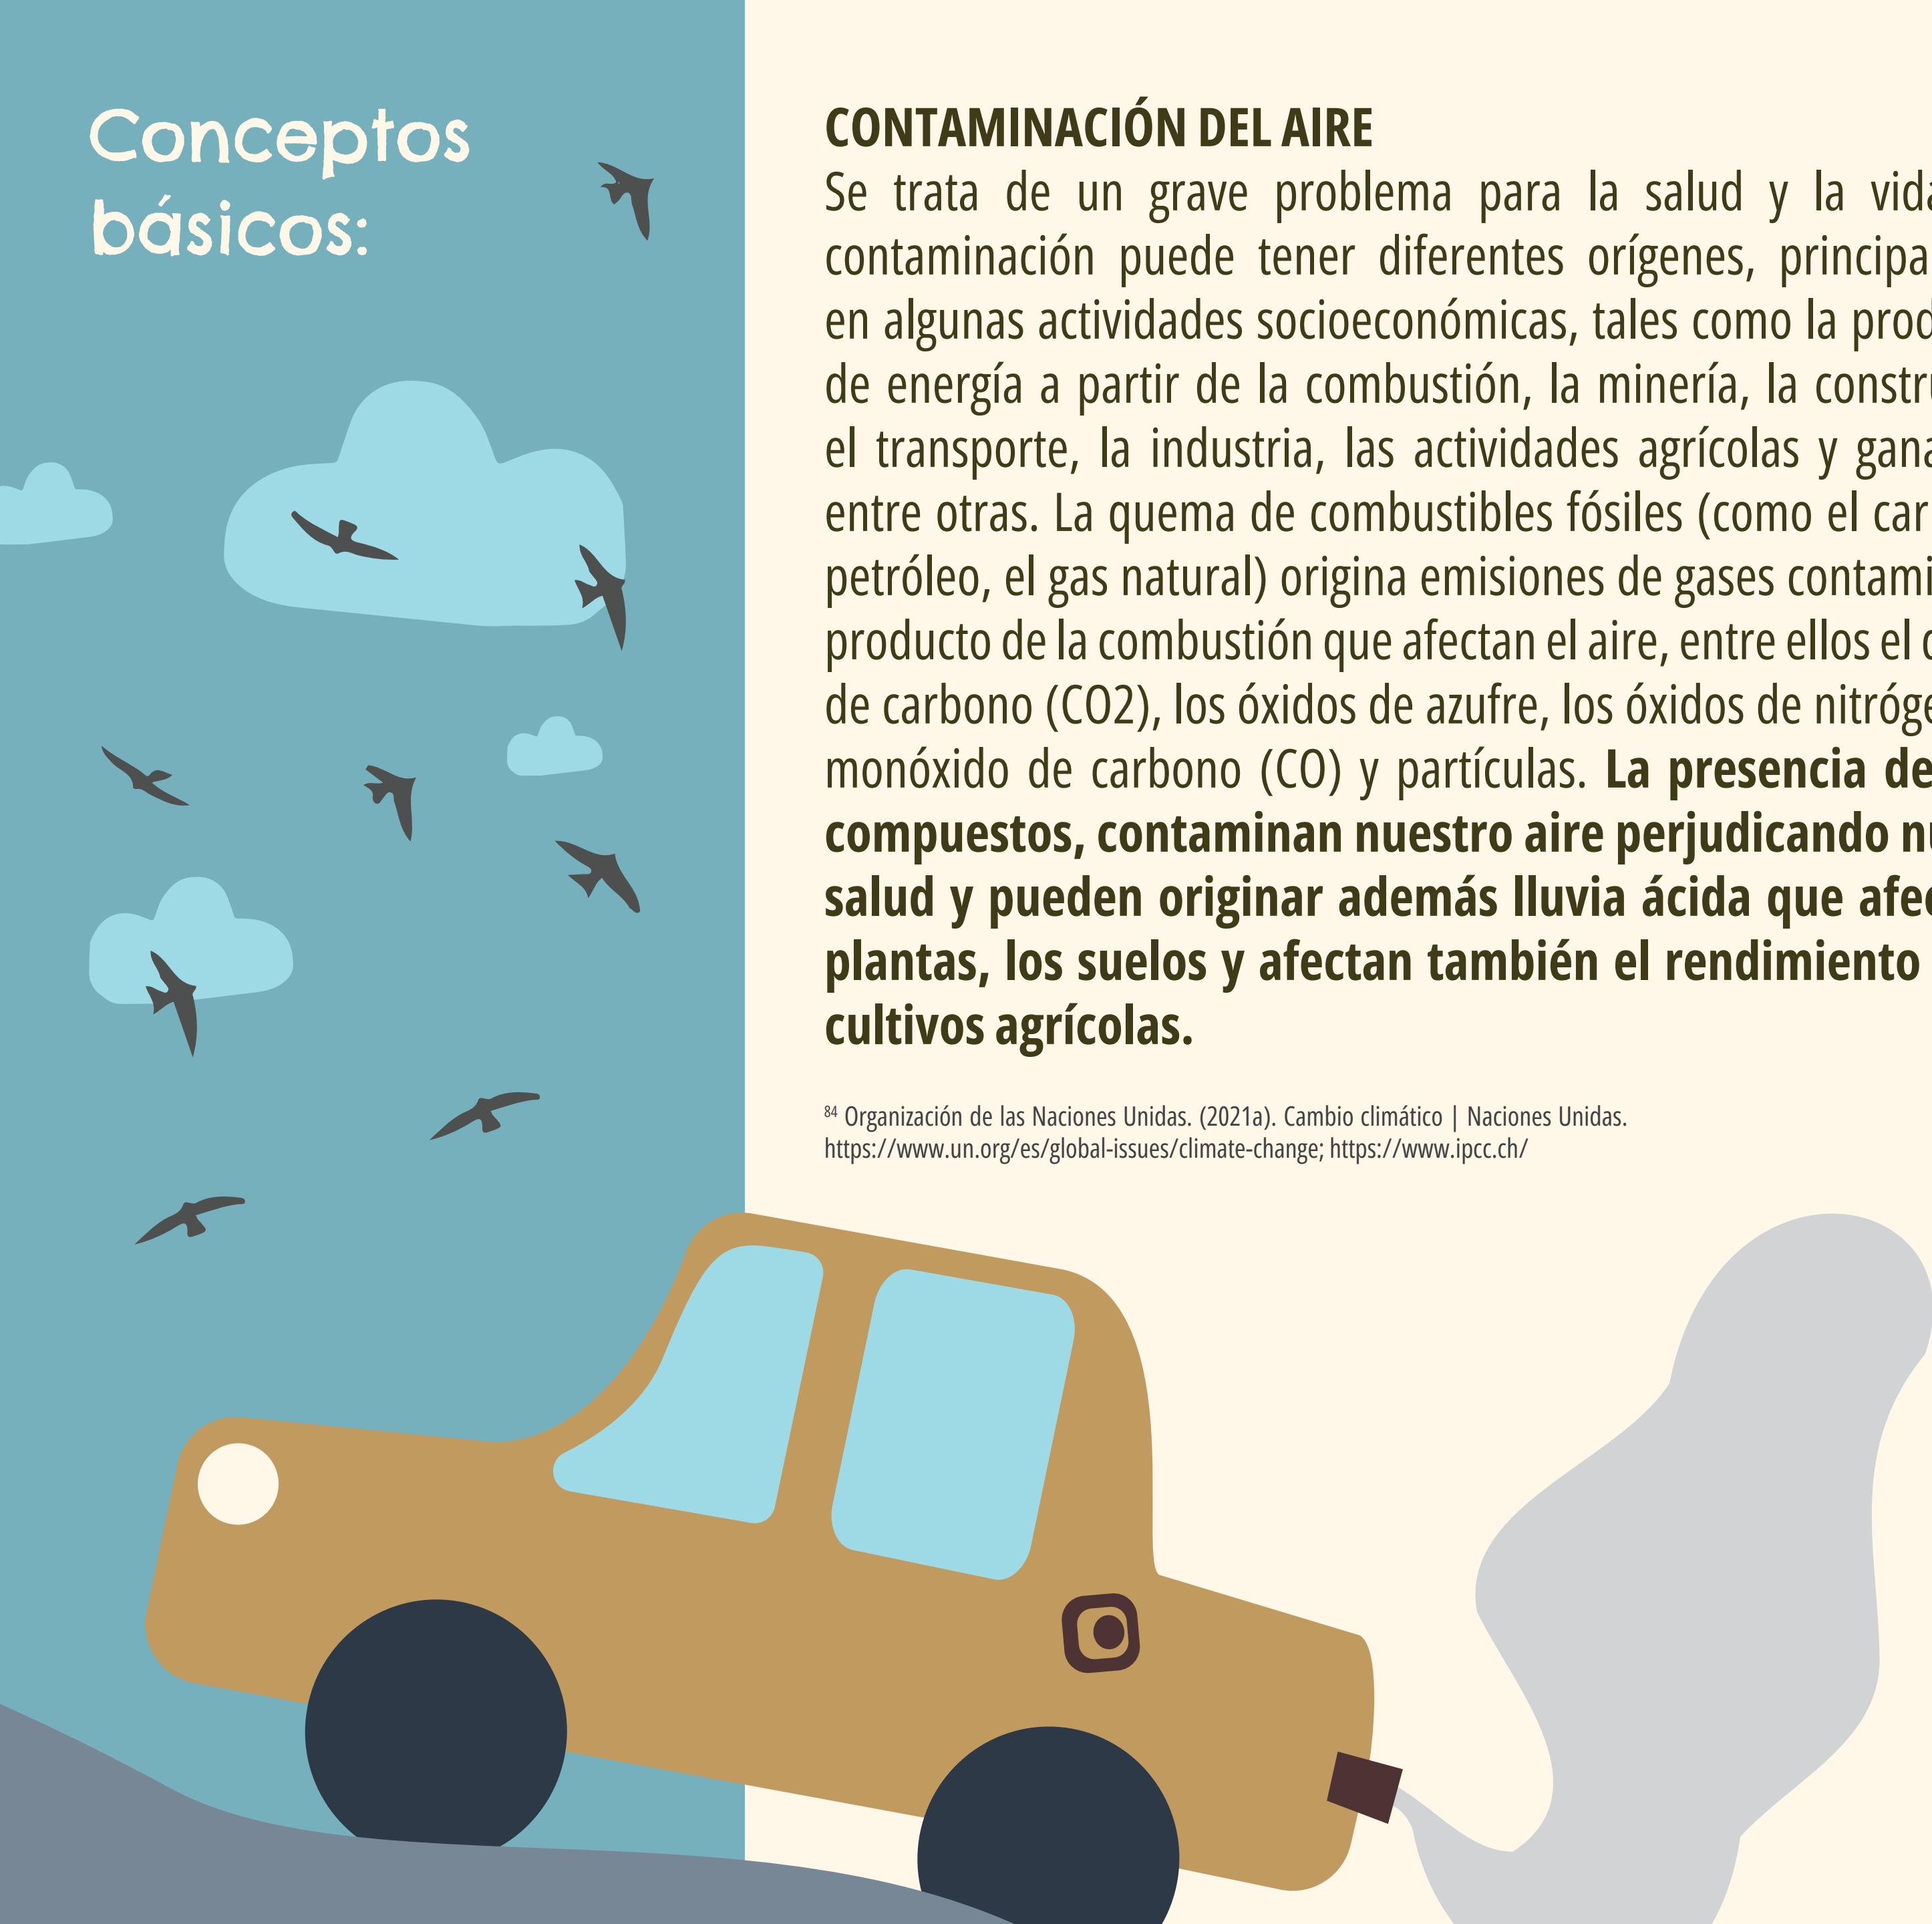 Conceptos
básicos:
CONTAMINACIÓN DEL AIRE
Se trata de un grave problema para la salud y la vida
contaminación puede tener diferentes orígenes, principa
en algunas actividades socioeconómicas, tales como la prod
de energía a partir de la combustión, la minería, la constr
el transporte, la industria, las actividades agrícolas y gana
entre otras. La quema de combustibles fósiles (como el car
petróleo, el gas natural) origina emisiones de gases contami
producto de la combustión que afectan el aire, entre ellos el
de carbono (CO2), los óxidos de azufre, los óxidos de nitróge
monóxido de carbono (CO) y partículas. La presencia de
compuestos, contaminan nuestro aire perjudicando nu
salud y pueden originar además lluvia ácida que afec
plantas, los suelos y afectan también el rendimiento
cultivos agrícolas.
84 Organización de las Naciones Unidas. (2021a). Cambio climático | Naciones Unidas.
https://www.un.org/es/global-issues/climate-change; https://www.ipcc.ch/